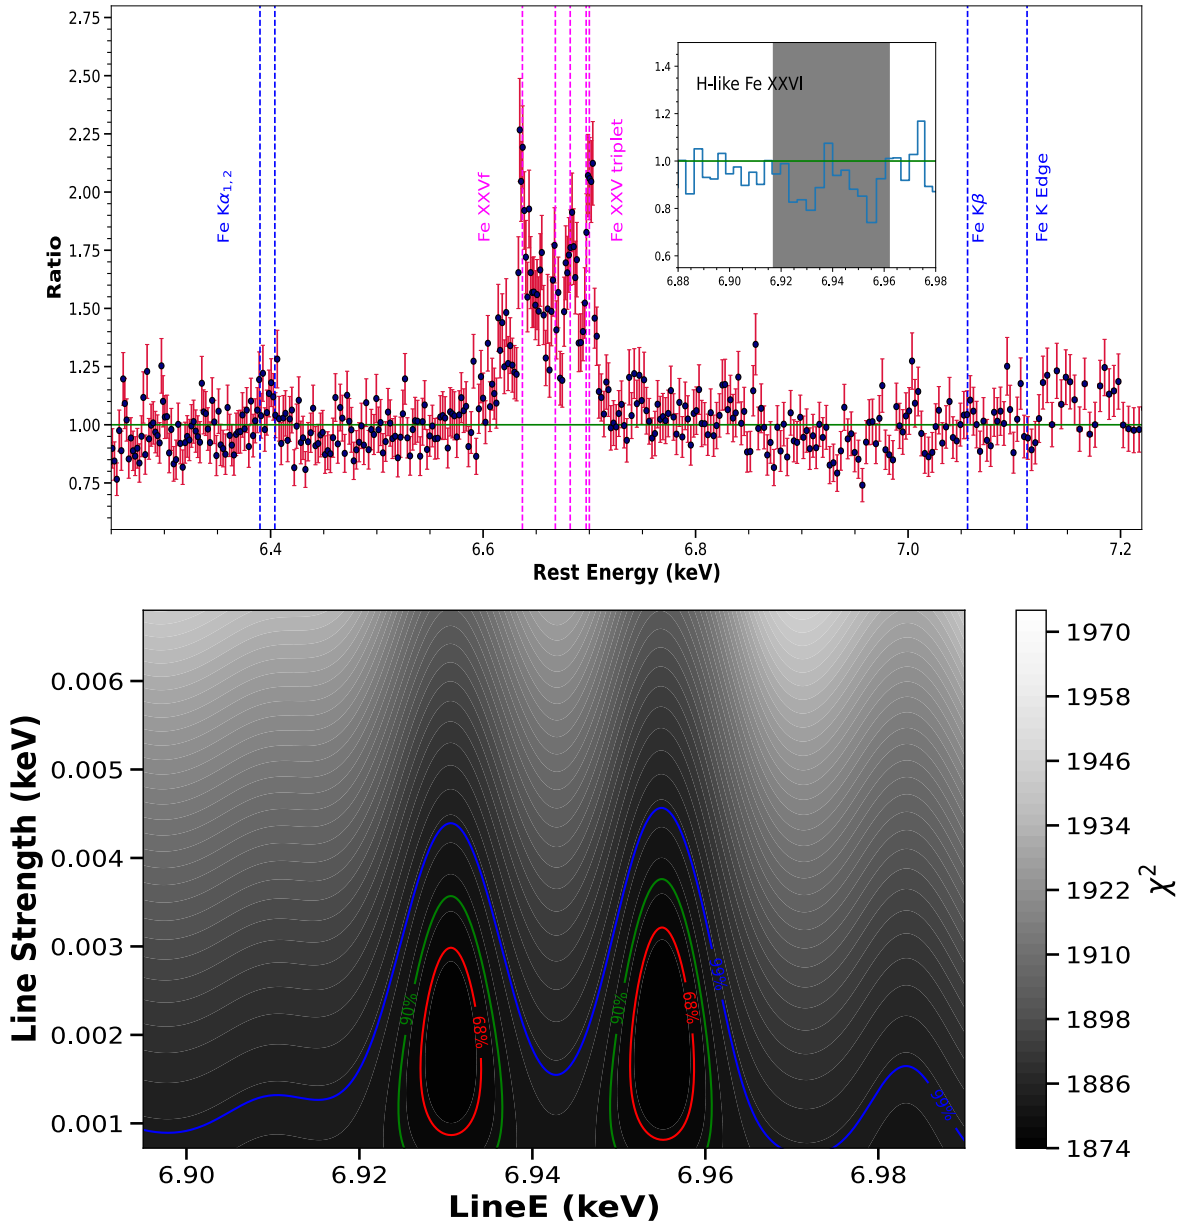 2.75
2.50
2.25
2.00
1.75
1.50
1.25
1.00
0.75
Ratio
Fe Kα1,2
Fe XXVf
Fe XXV triplet
Fe Kβ
Fe K Edge
H-like Fe XXVI
1.4
1.2
1.0
0.8
0.6
6.88 6.90 6.92 6.94 6.96 6.98
6.4 6.6 6.8 7.0 7.2
Rest Energy (keV)
0.006
0.005
0.004
0.003
0.002
0.001
Line Strength (keV)
90%
68%
90%
68%
99%
99%
6.90 6.92 6.94 6.96 6.98
LineE (keV)
1970
1958
1946
1934
1922
1910
1898
1886
1874
χ²